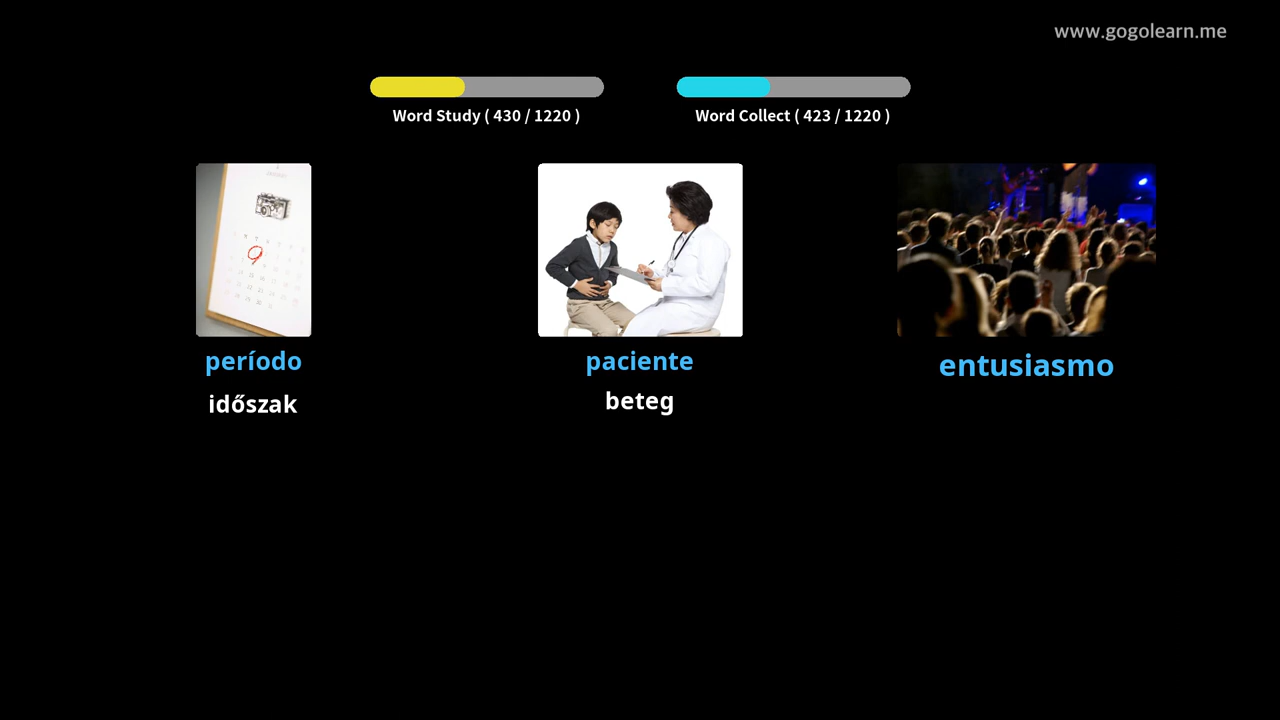 www.gogolearn.me
Word Study ( 430 / 1220 )
Word Collect ( 423 / 1220 )
período
paciente
entusiasmo
időszak
beteg